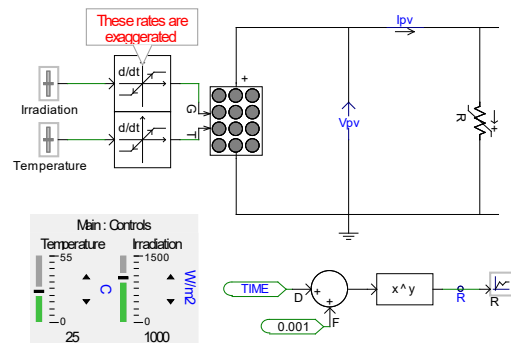 These rates are
exaggerated
Ipv
d/dt
+
G
Irradiation
d/dt
T
Vpv
R
+
Temperature
Main : Controls
Temperature
Irradiation
55
1500
C
W/m2
0
0
25
1000
TIME
D
+
+
F
0.001
x^y
R
R
R